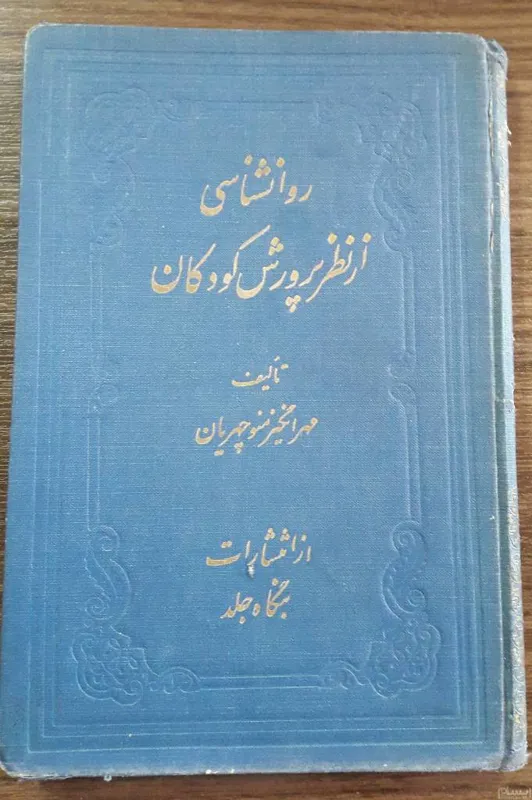 روانشناسی
از نظر پرورش کودکان
تألیف
مهرانگیز منوچهریان
از انتشارات
بنگاه جلد